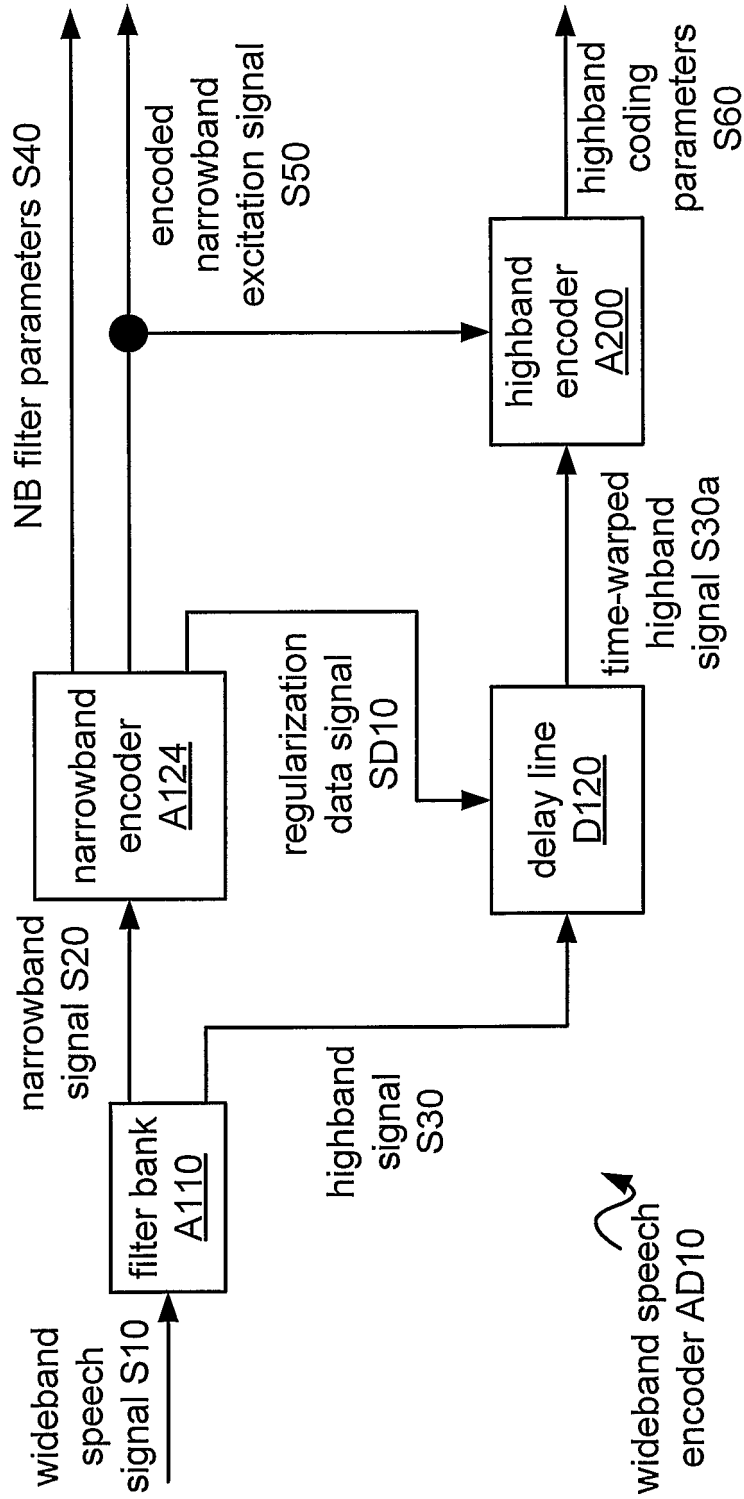 wideband
speech
signal S10
filter bank
A110
narrowband
signal S20
highband
signal
S30
narrowband
encoder
A124
regularization
data signal
SD10
delay line
D120
NB filter parameters S40
encoded
narrowband
excitation signal
S50
time-warped
highband
signal S30a
highband
encoder
A200
highband
coding
parameters
S60
wideband speech
encoder AD10